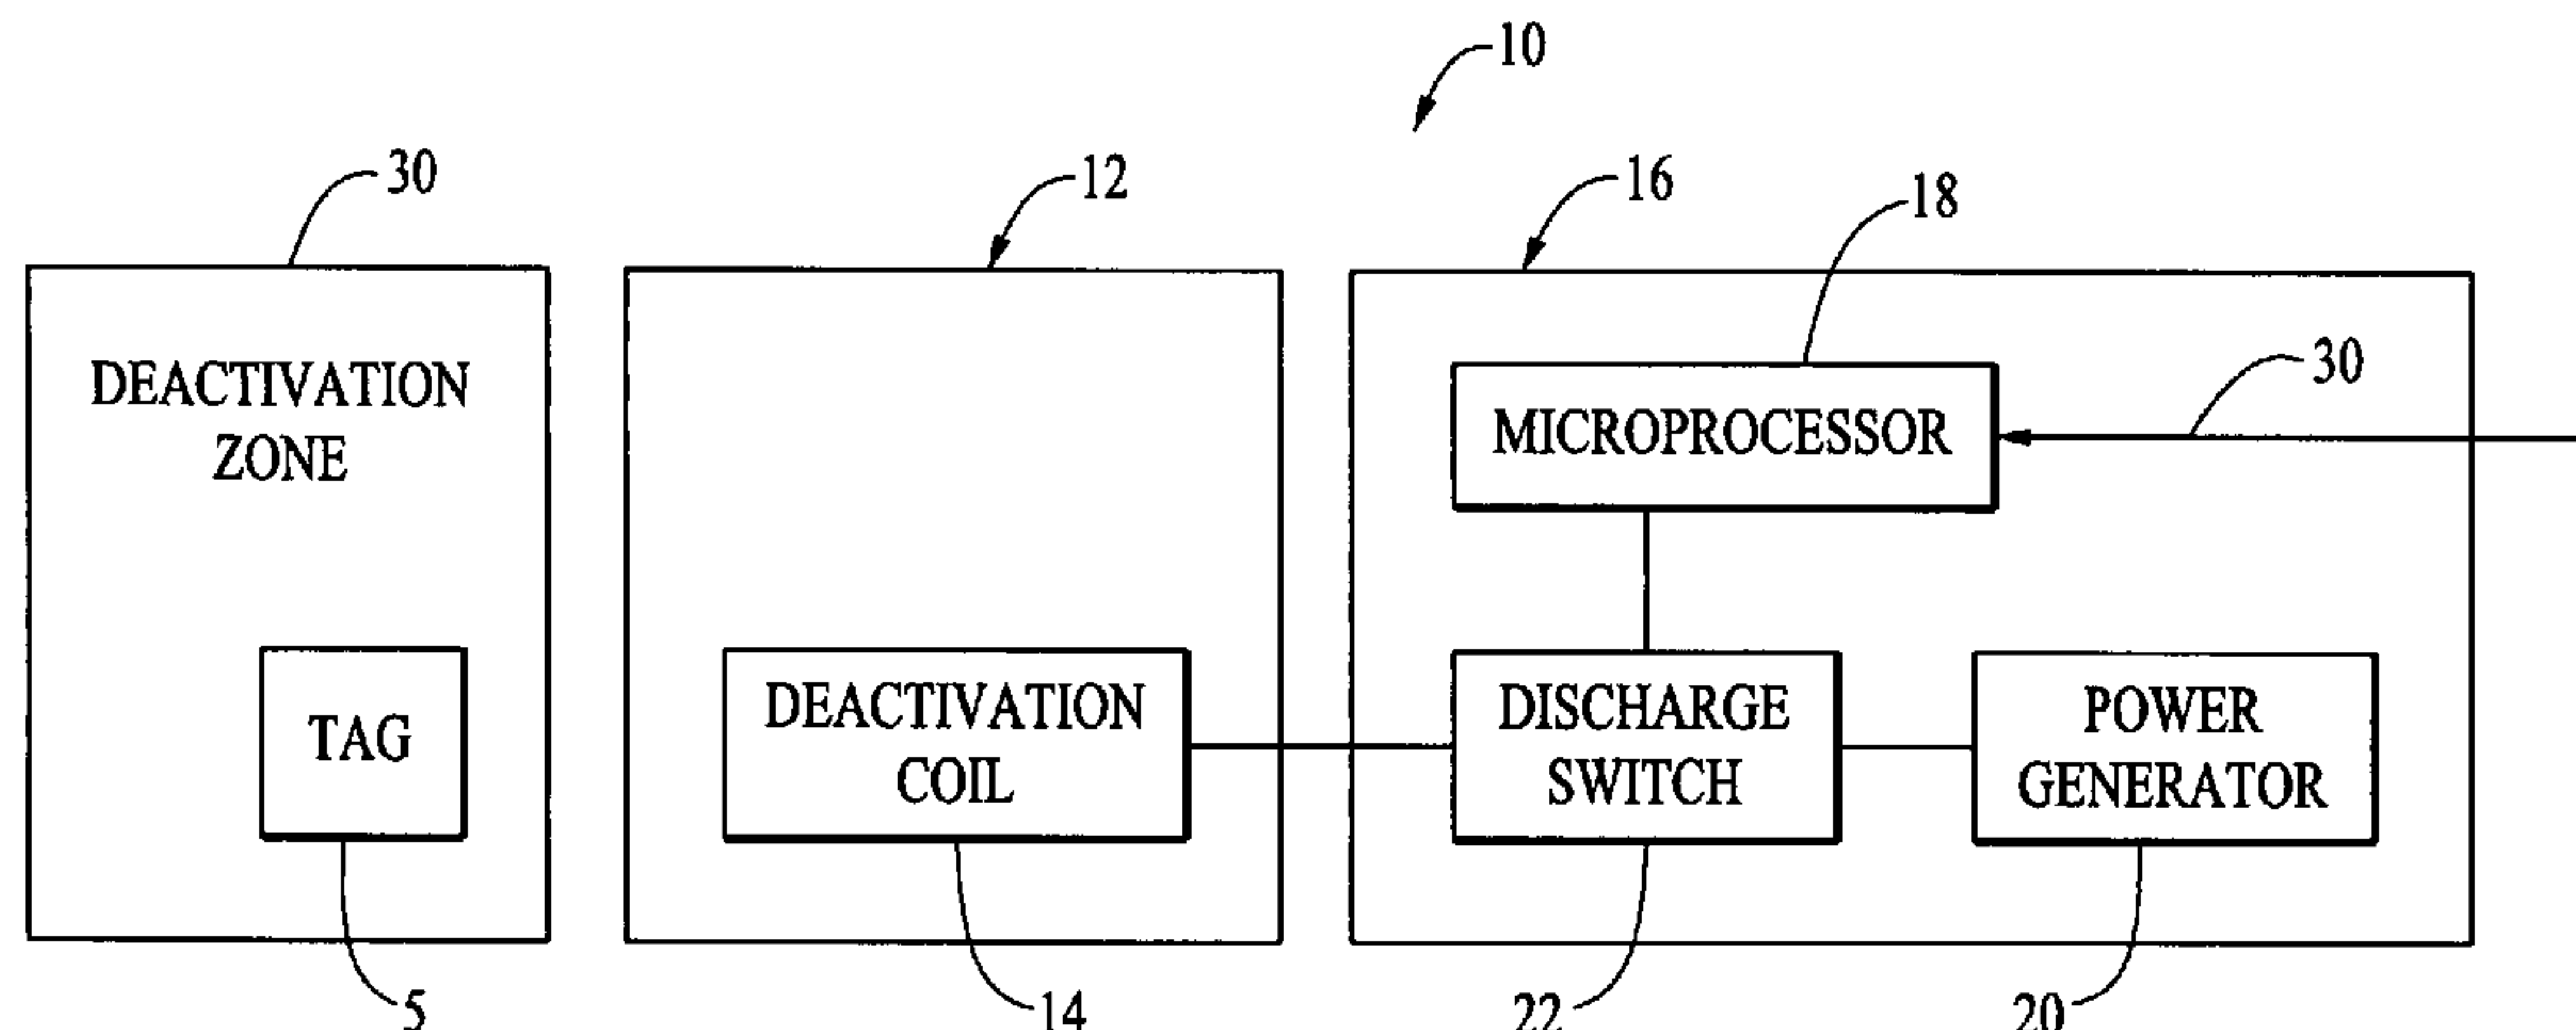 10
30
12
16
18
DEACTIVATION
ZONE
30
MICROPROCESSOR
TAG
DEACTIVATION
COIL
DISCHARGE
SWITCH
POWER
GENERATOR
5
14
22
20